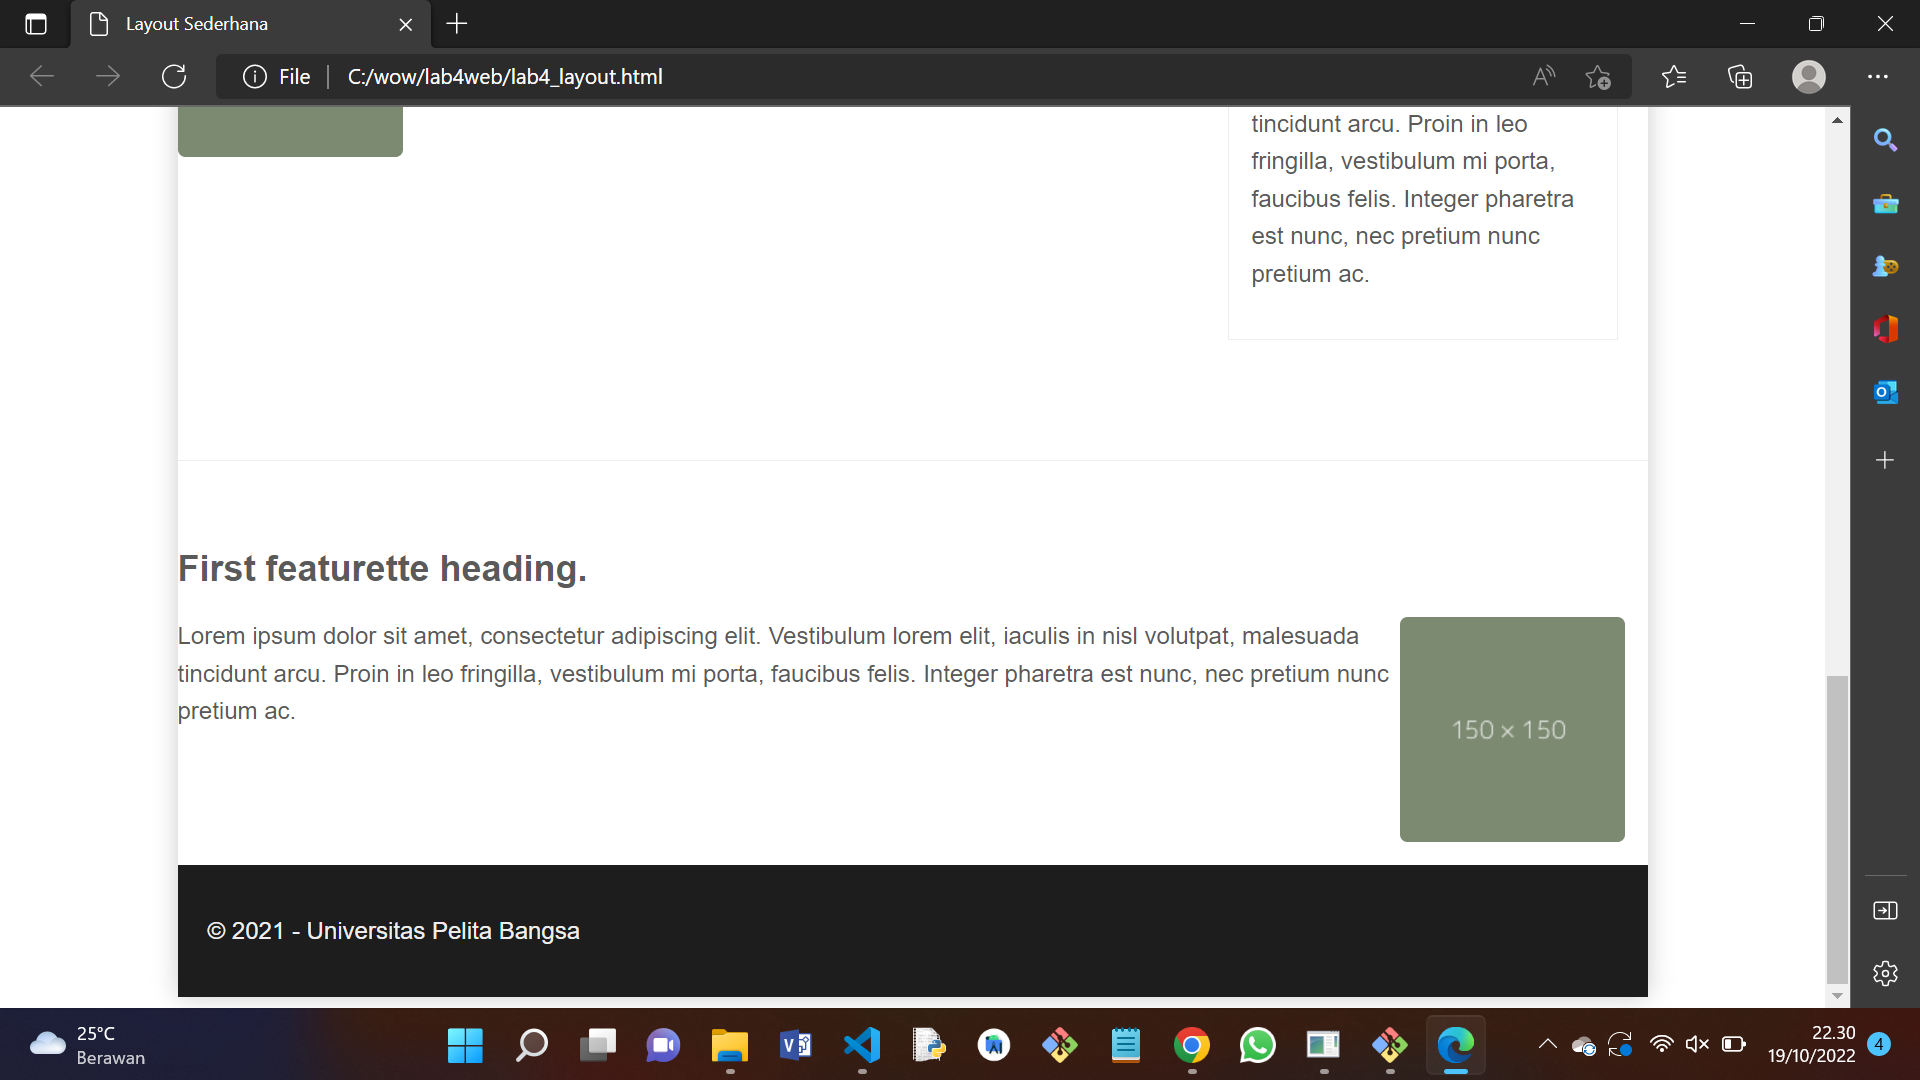 Layout Sederhana
File
C:/wow/lab4web/lab4_layout.html
tincidunt arcu. Proin in leo
fringilla, vestibulum mi porta,
faucibus felis. Integer pharetra
est nunc, nec pretium nunc
pretium ac.
First featurette heading.
Lorem ipsum dolor sit amet, consectetur adipiscing elit. Vestibulum lorem elit, iaculis in nisl volutpat, malesuada
tincidunt arcu. Proin in leo fringilla, vestibulum mi porta, faucibus felis. Integer pharetra est nunc, nec pretium nunc
pretium ac.
150 × 150
© 2021 - Universitas Pelita Bangsa
25°C
Berawan
22.30
19/10/2022
4